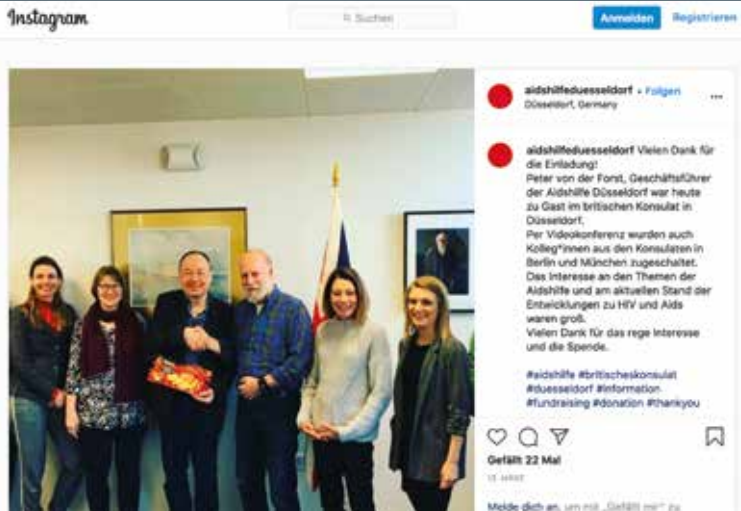 Instagram
Suchen
Anmelden
Registrieren
aidshilfeduesseldorf • Folgen
Düsseldorf, Germany
aidshilfeduesseldorf Vielen Dank für
die Einladung!
Peter von der Forst, Geschäftsführer
der Aidshilfe Düsseldorf war heute
zu Gast im britischen Konsulat in
Düsseldorf.
Per Videokonferenz wurden auch
Kolleg*innen aus den Konsulaten in
Berlin und München zugeschaltet.
Das Interesse an den Themen der
Aidshilfe und am aktuellen Stand der
Entwicklungen zu HIV und Aids
waren groß.
Vielen Dank für das rege Interesse
und die Spende.
#aidshilfe #britischeskonsulat
#duesseldorf #information
#fundraising #donation #thankyou
Gefällt 22 Mal
MÄRZ
Melde dich an, um mit „Gefällt mir“ zu